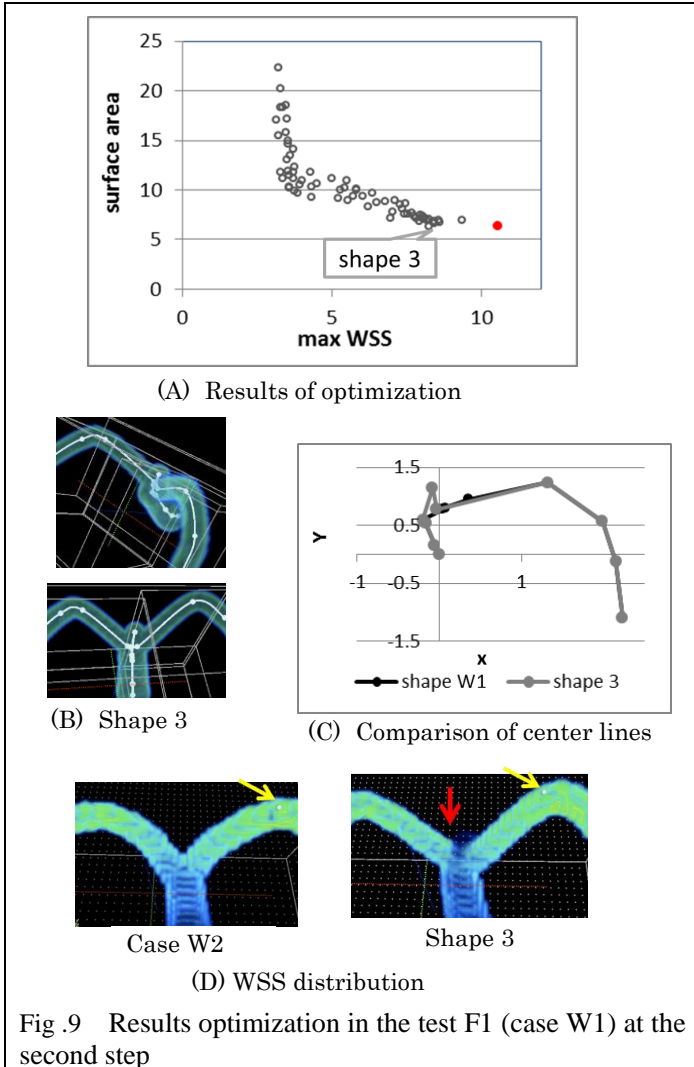 25
20
15
10
5
0
surface area
0
5
10
max WSS
shape 3
(A) Results of optimization
(B) Shape 3
1.5
0.5
-0.5
-1.5
-1
1
Y
x
shape W1
shape 3
(C) Comparison of center lines
Case W2
Shape 3
(D) WSS distribution
Fig .9 Results optimization in the test F1 (case W1) at the
second step